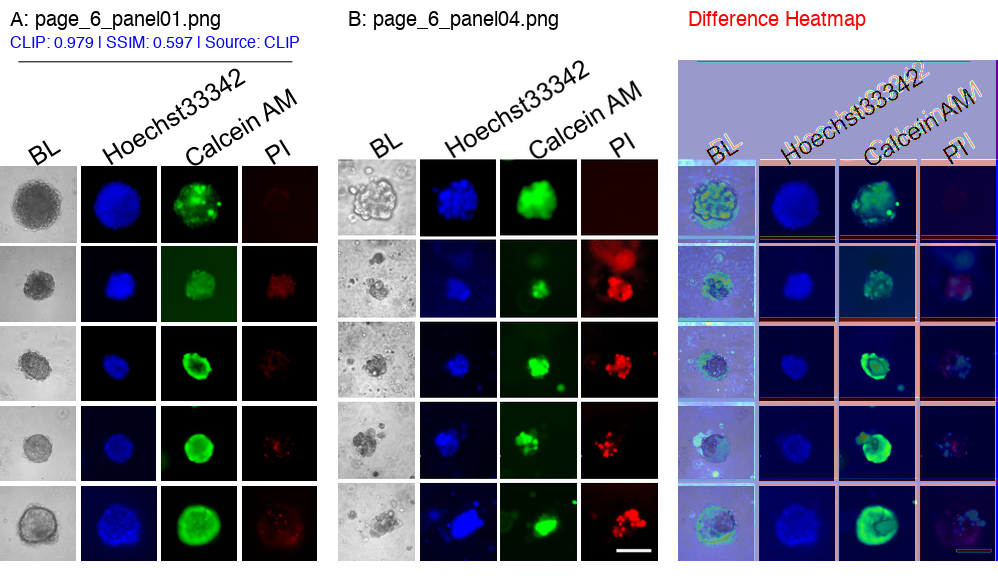 A: page_6_panel01.png
CLIP: 0.979 | SSIM: 0.597 | Source: CLIP
BL Hoechst33342 Calcein AM PI
B: page_6_panel04.png
BL Hoechst33342 Calcein AM PI
Difference Heatmap
BL Hoechst33342 Calcein AM PI